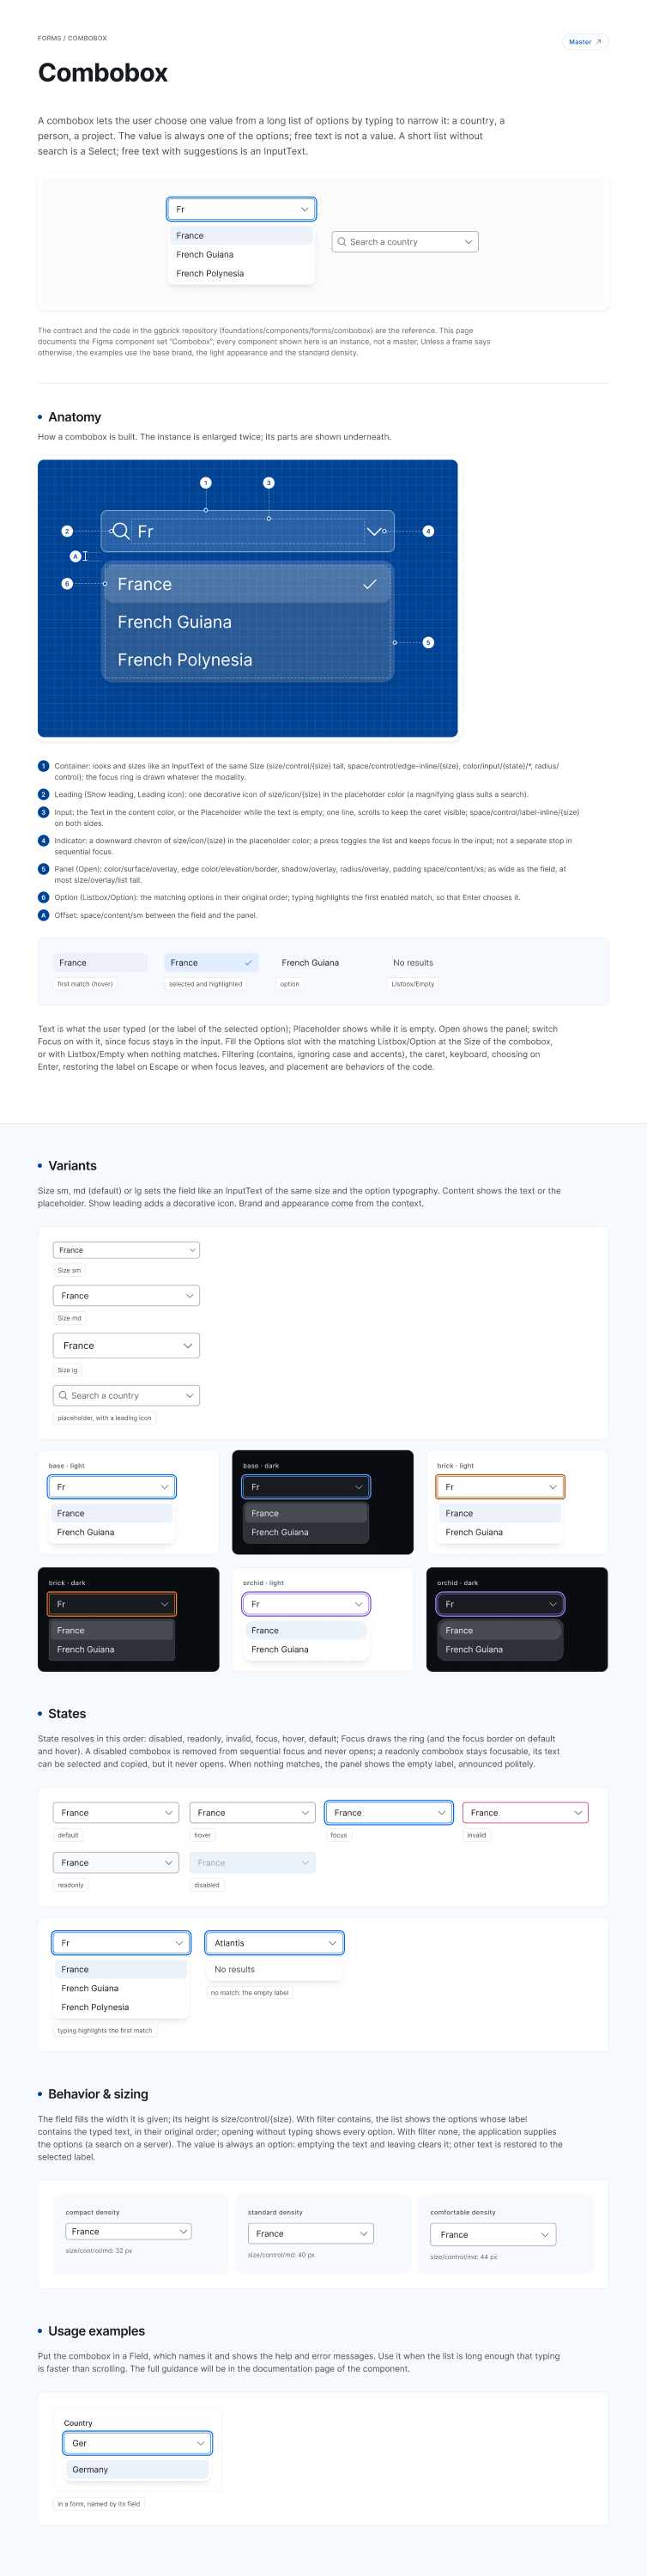 FORMS / COMBOBOX
Master ↗
Combobox
A combobox lets the user choose one value from a long list of options by typing to narrow it: a country, a
person, a project. The value is always one of the options; free text is not a value. A short list without
search is a Select; free text with suggestions is an InputText.
Fr
France
French Guiana
French Polynesia
Search a country
The contract and the code in the ggbrick repository (foundations/components/forms/combobox) are the reference. This page
documents the Figma component set "Combobox"; every component shown here is an instance, not a master. Unless a frame says
otherwise, the examples use the base brand, the light appearance and the standard density.
Anatomy
How a combobox is built. The instance is enlarged twice; its parts are shown underneath.
1
3
2
Fr
4
A
6
France
French Guiana
5
French Polynesia
1 Container: looks and sizes like an InputText of the same Size (size/control/{size} tall, space/control/edge-inline/{size}, color/input/{state}/*, radius/
control); the focus ring is drawn whatever the modality.
2 Leading (Show leading, Leading icon): one decorative icon of size/icon/{size} in the placeholder color (a magnifying glass suits a search).
3 Input: the Text in the content color, or the Placeholder while the text is empty; one line, scrolls to keep the caret visible; space/control/label-inline/{size}
on both sides.
4 Indicator: a downward chevron of size/icon/{size} in the placeholder color; a press toggles the list and keeps focus in the input; not a separate stop in
sequential focus.
5 Panel (Open): color/surface/overlay, edge color/elevation/border, shadow/overlay, radius/overlay, padding space/content/xs; as wide as the field, at
most size/overlay/list tall.
6 Option (Listbox/Option): the matching options in their original order; typing highlights the first enabled match, so that Enter chooses it.
A Offset: space/content/sm between the field and the panel.
France
France
French Guiana
No results
first match (hover)
selected and highlighted
option
Listbox/Empty
Text is what the user typed (or the label of the selected option); Placeholder shows while it is empty. Open shows the panel; switch
Focus on with it, since focus stays in the input. Fill the Options slot with the matching Listbox/Option at the Size of the combobox,
or with Listbox/Empty when nothing matches. Filtering (contains, ignoring case and accents), the caret, keyboard, choosing on
Enter, restoring the label on Escape or when focus leaves, and placement are behaviors of the code.
Variants
Size sm, md (default) or lg sets the field like an InputText of the same size and the option typography. Content shows the text or the
placeholder. Show leading adds a decorative icon. Brand and appearance come from the context.
France
Size sm
France
Size md
France
Size lg
Search a country
placeholder, with a leading icon
base · light
Fr
France
French Guiana
base · dark
Fr
France
French Guiana
brick · light
Fr
France
French Guiana
brick · dark
Fr
France
French Guiana
orchid · light
Fr
France
French Guiana
orchid · dark
Fr
France
French Guiana
States
State resolves in this order: disabled, readonly, invalid, focus, hover, default; Focus draws the ring (and the focus border on default
and hover). A disabled combobox is removed from sequential focus and never opens; a readonly combobox stays focusable, its text
can be selected and copied, but it never opens. When nothing matches, the panel shows the empty label, announced politely.
France
France
France
France
default
hover
focus
invalid
France
France
readonly
disabled
Fr
France
French Guiana
French Polynesia
typing highlights the first match
Atlantis
No results
no match: the empty label
Behavior & sizing
The field fills the width it is given; its height is size/control/{size}. With filter contains, the list shows the options whose label
contains the typed text, in their original order; opening without typing shows every option. With filter none, the application supplies
the options (a search on a server). The value is always an option: emptying the text and leaving clears it; other text is restored to the
selected label.
compact density
France
size/control/md: 32 px
standard density
France
size/control/md: 40 px
comfortable density
France
size/control/md: 44 px
Usage examples
Put the combobox in a Field, which names it and shows the help and error messages. Use it when the list is long enough that typing
is faster than scrolling. The full guidance will be in the documentation page of the component.
Country
Ger
Germany
in a form, named by its field